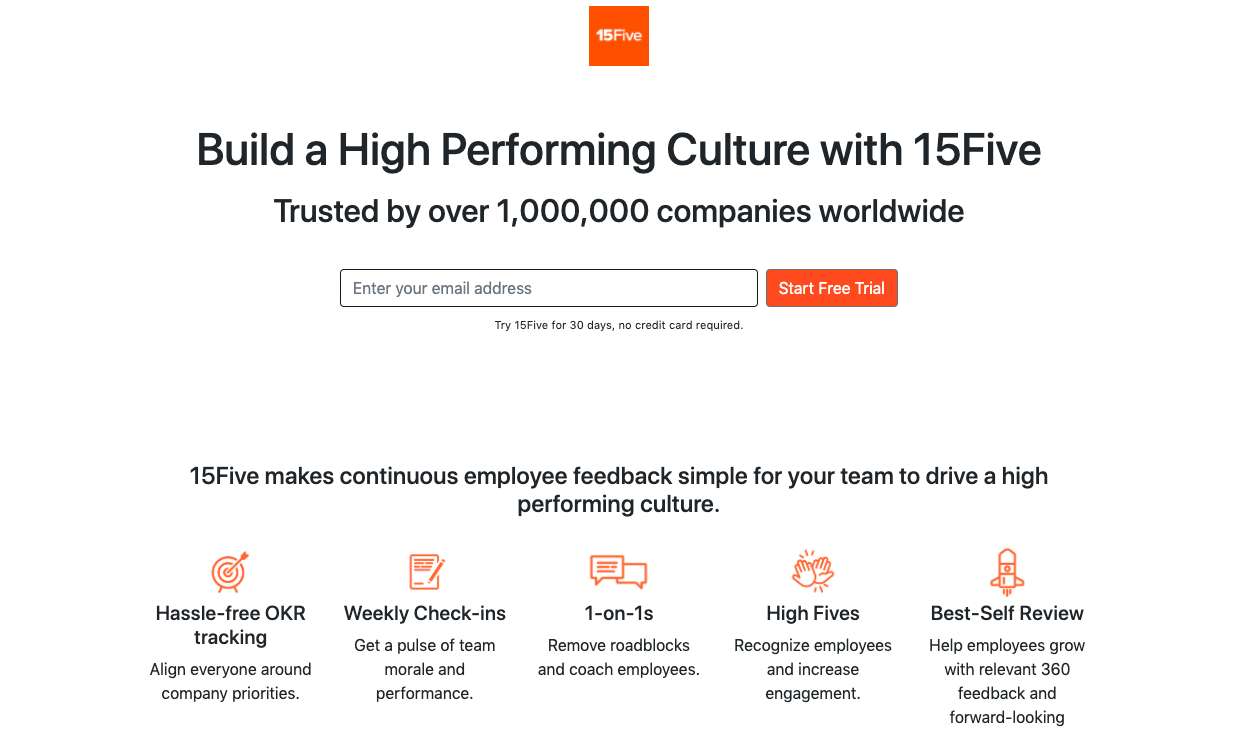 15Five
Build a High Performing Culture with 15Five
Trusted by over 1,000,000 companies worldwide
Enter your email address
Start Free Trial
Try 15Five for 30 days, no credit card required.
15Five makes continuous employee feedback simple for your team to drive a high
performing culture.
Hassle-free OKR
tracking
Align everyone around
company priorities.
Weekly Check-ins
Get a pulse of team
morale and
performance.
1-on-1s
Remove roadblocks
and coach employees.
High Fives
Recognize employees
and increase
engagement.
Best-Self Review
Help employees grow
with relevant 360
feedback and
forward-looking